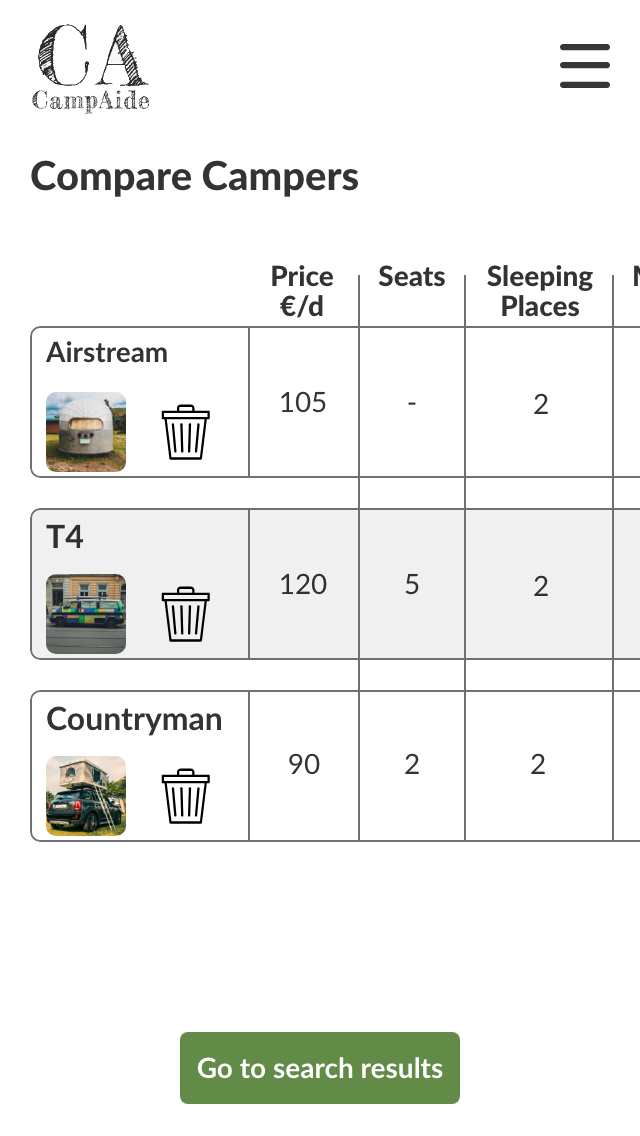 CA
CampAide
Compare Campers
Price Seats Sleeping
€/d Places
Airstream
105 - 2
T4
120 5 2
Countryman
90 2 2
Go to search results